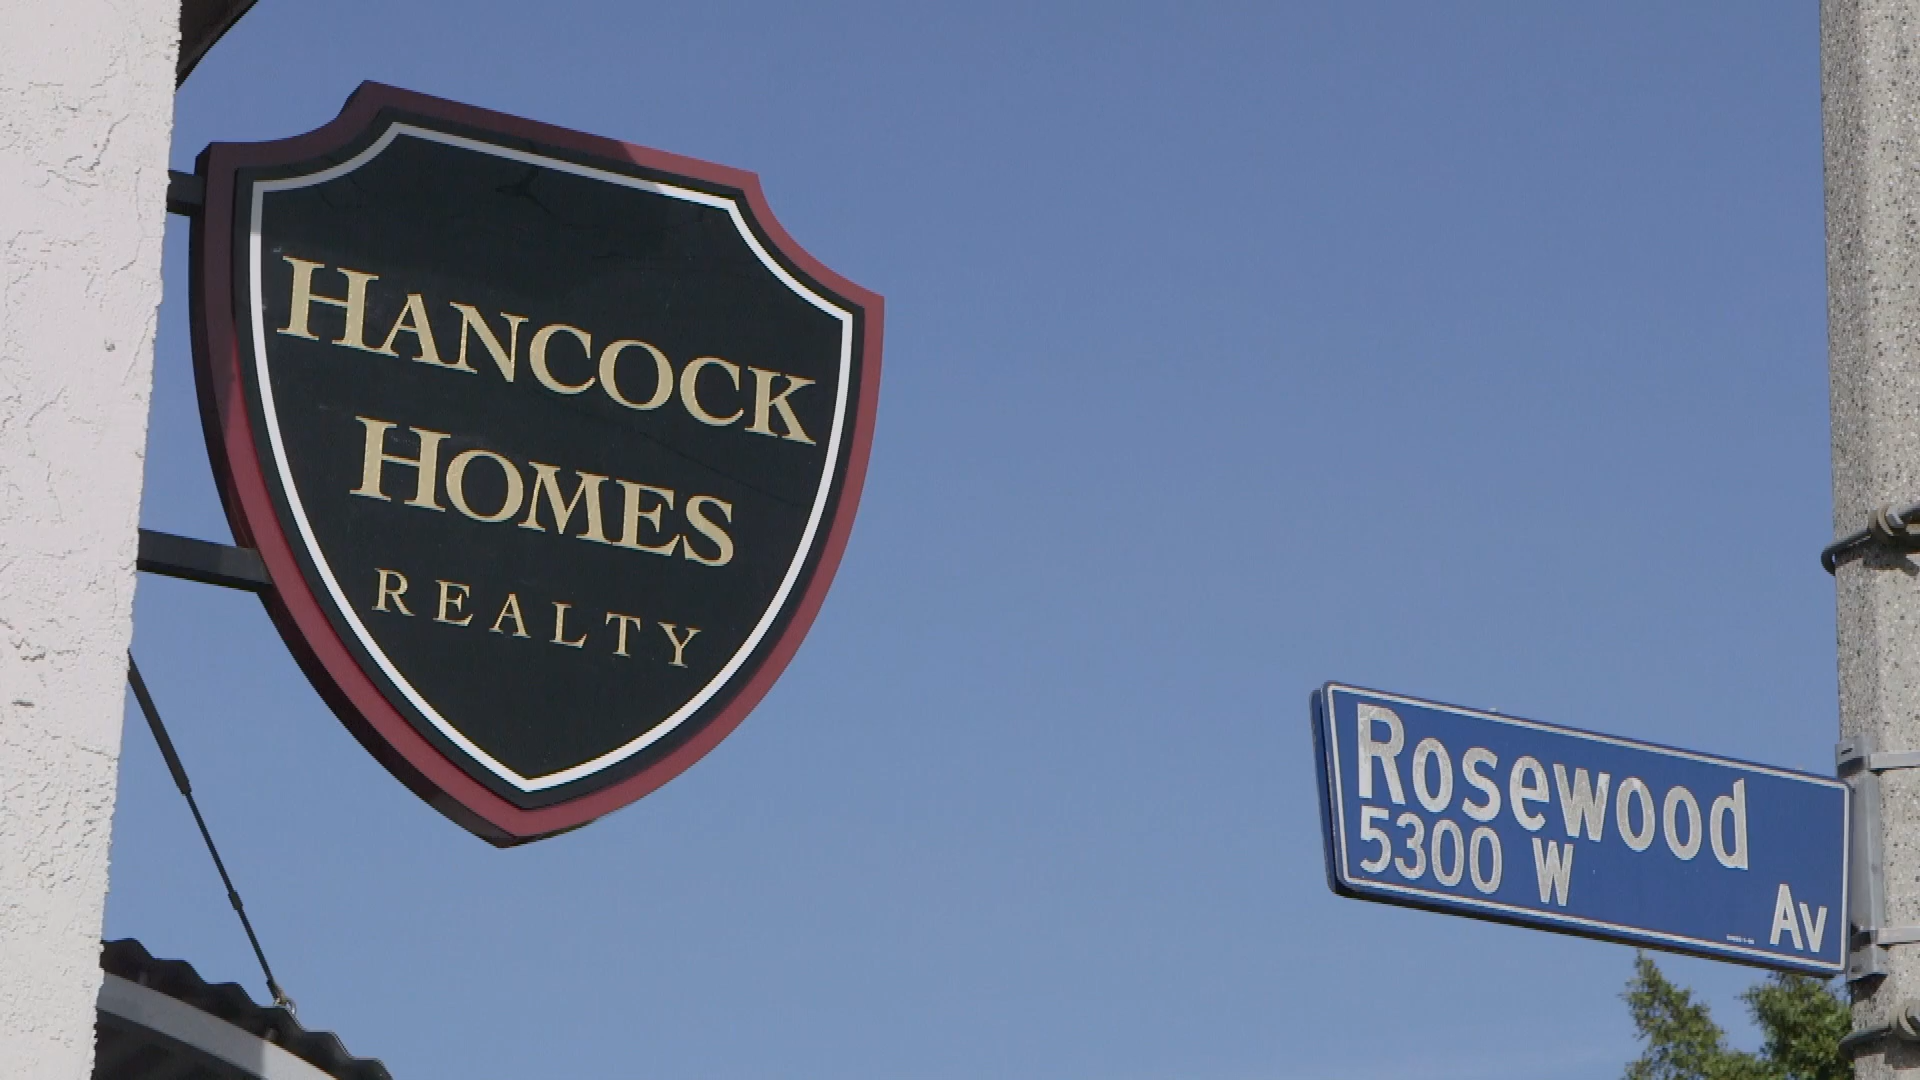 HANCOCK
HOMES
REALTY
Rosewood
5300 W
Av